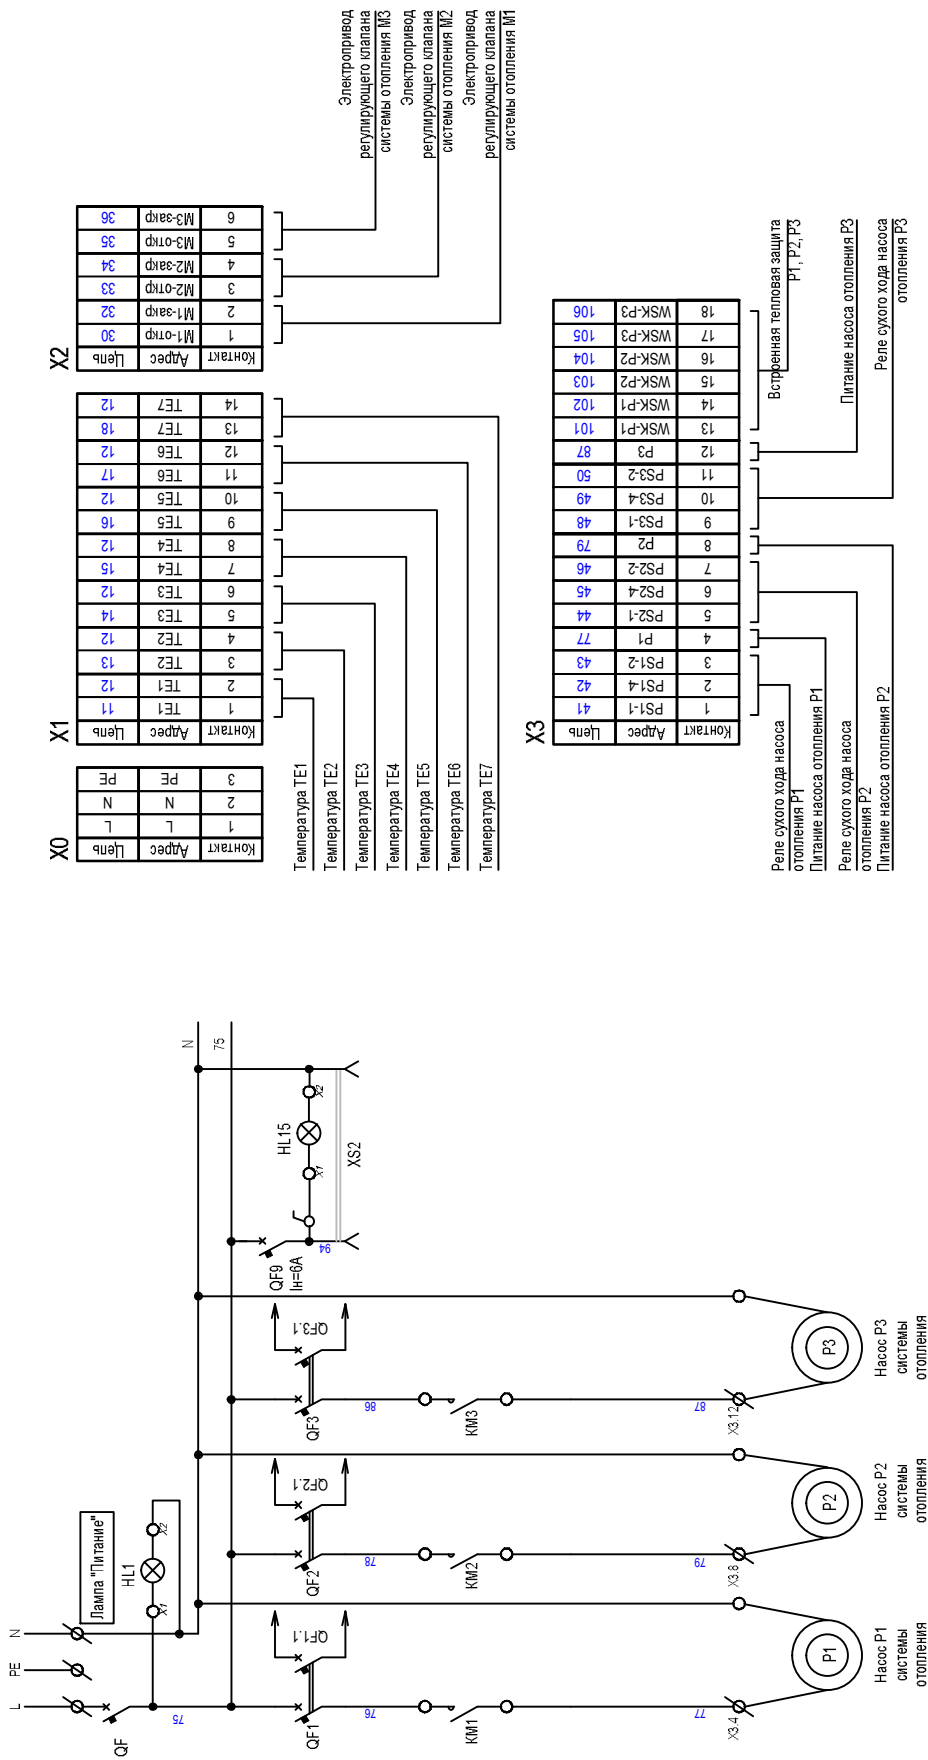 Электропривод
регулирующего клапана
системы отопления М3
Электропривод
регулирующего клапана
системы отопления М2
Электропривод
регулирующего клапана
системы отопления М1
X2
Цепь 30 32 33 34 35 36
Адрес М1-откр М1-закр М2-откр М2-закр М3-откр М3-закр
Контакт 1 2 3 4 5 6
X1
Цепь 11 12 13 12 14 12 15 12 16 12 17 12 18 12
Адрес TE1 TE1 TE2 TE2 TE3 TE3 TE4 TE4 TE5 TE5 TE6 TE6 TE7 TE7
Контакт 1 2 3 4 5 6 7 8 9 10 11 12 13 14
X0
Цепь L N PE
Адрес L N PE
Контакт 1 2 3
Температура TE1
Температура TE2
Температура TE3
Температура TE4
Температура TE5
Температура TE6
Температура TE7
X3
Цепь 41 42 43 77 44 45 46 79 48 49 50 87 101 102 103 104 105 106
Адрес PS1-1 PS1-4 PS1-2 P1 PS2-1 PS2-4 PS2-2 P2 PS3-1 PS3-4 PS3-2 P3 WSK-P1 WSK-P1 WSK-P2 WSK-P2 WSK-P3 WSK-P3
Контакт 1 2 3 4 5 6 7 8 9 10 11 12 13 14 15 16 17 18
Встроенная тепловая защита
P1, P2, P3
Питание насоса отопления P3
Реле сухого хода насоса
отопления P3
Реле сухого хода насоса
отопления P1
Питание насоса отопления P1
Реле сухого хода насоса
отопления P2
Питание насоса отопления P2
L
PE
N
QF
75
Лампа "Питание"
HL1
X1
X2
N
75
QF1
QF1.1
76
KM1
77
X3.4
P1
Насос P1
системы
отопления
QF2
QF2.1
78
KM2
79
X3.8
P2
Насос P2
системы
отопления
QF3
QF3.1
86
KM3
87
X3.12
P3
Насос P3
системы
отопления
QF9
Iн=6А
94
X1
HL15
X2
XS2